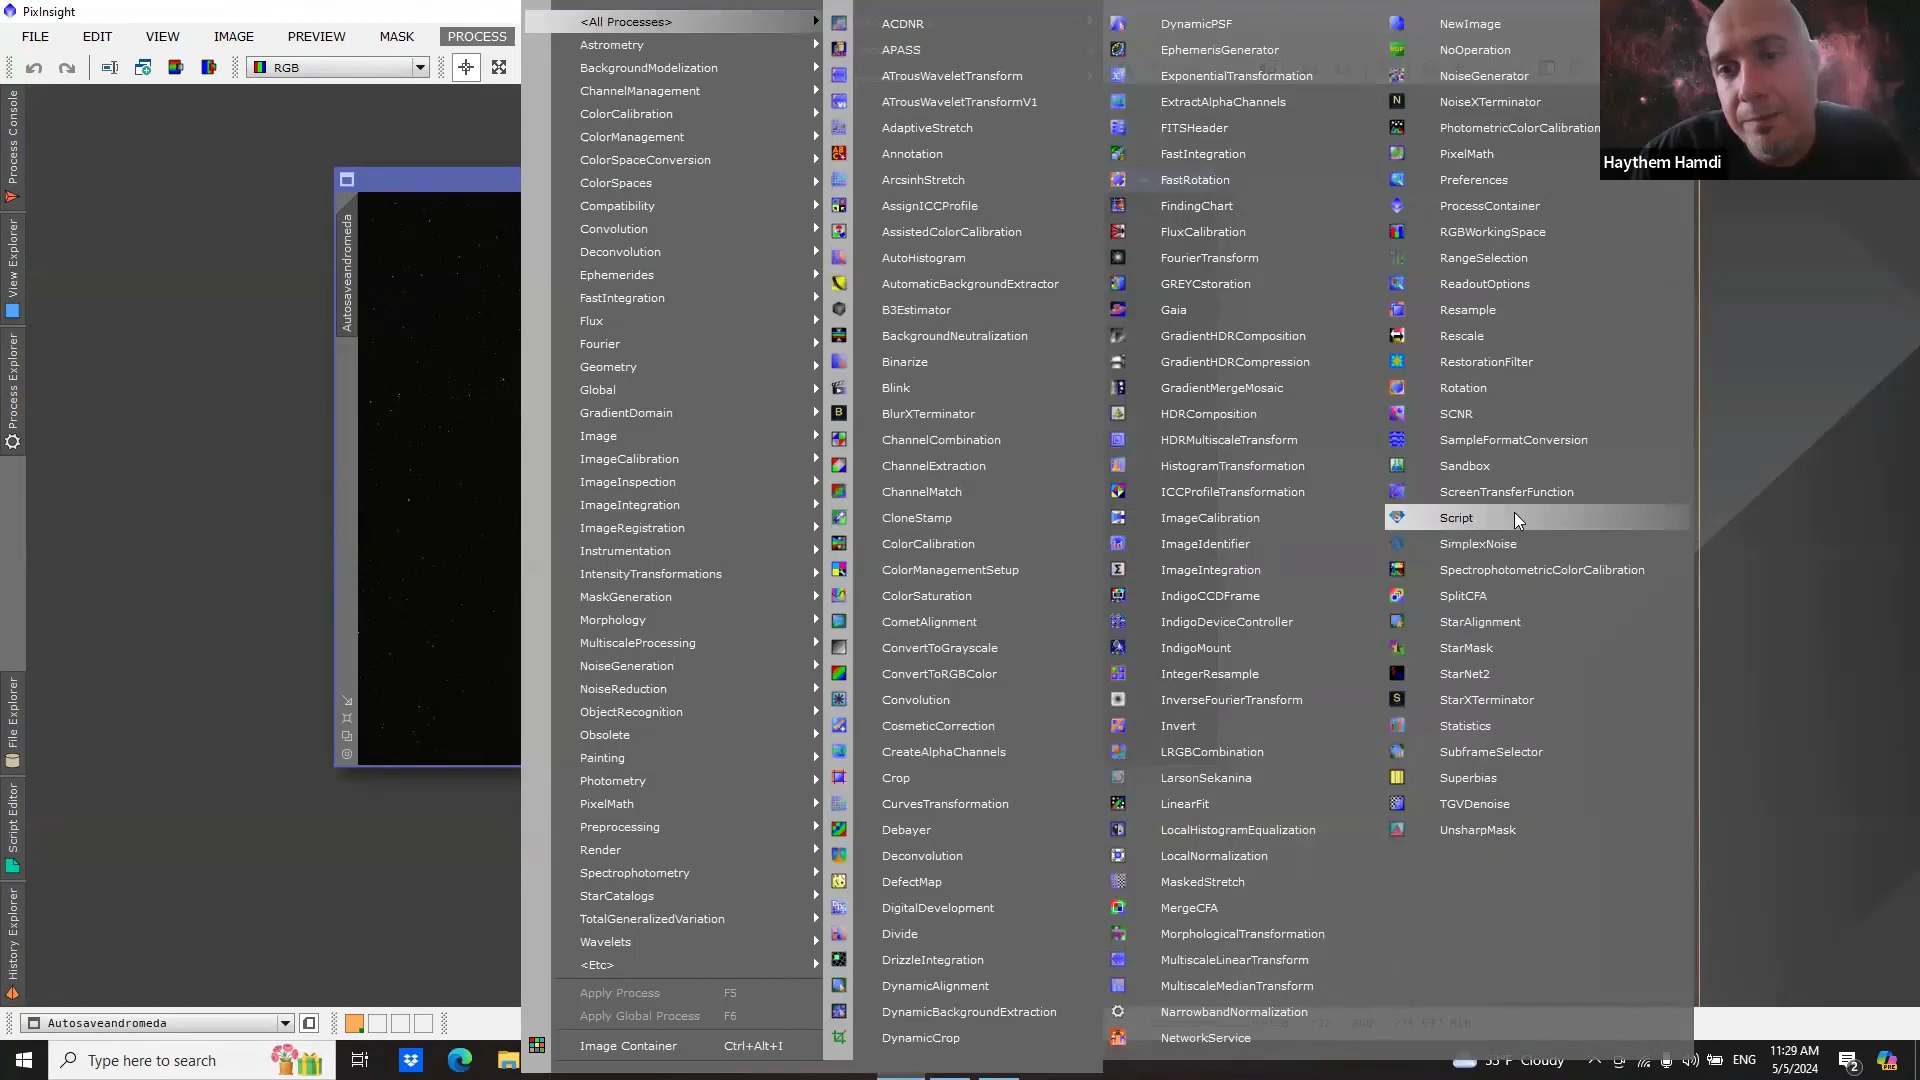 PixInsight
FILE
EDIT
VIEW
IMAGE
PREVIEW
MASK
PROCESS
RGB
Process Console
View Explorer
Process Explorer
File Explorer
Script Editor
History Explorer
Autosaveandromeda
<All Processes>
Astrometry
BackgroundModelization
ChannelManagement
ColorCalibration
ColorManagement
ColorSpaceConversion
ColorSpaces
Compatibility
Convolution
Deconvolution
Ephemerides
FastIntegration
Flux
Fourier
Geometry
Global
GradientDomain
Image
ImageCalibration
ImageInspection
ImageIntegration
ImageRegistration
Instrumentation
IntensityTransformations
MaskGeneration
Morphology
MultiscaleProcessing
NoiseGeneration
NoiseReduction
ObjectRecognition
Obsolete
Painting
Photometry
PixelMath
Preprocessing
Render
Spectrophotometry
StarCatalogs
TotalGeneralizedVariation
Wavelets
<Etc>
Apply Process F5
Apply Global Process F6
Image Container Ctrl+Alt+I
ACDNR
APASS
ATrousWaveletTransform
ATrousWaveletTransformV1
AdaptiveStretch
Annotation
ArcsinhStretch
AssignICCProfile
AssistedColorCalibration
AutoHistogram
AutomaticBackgroundExtractor
B3Estimator
BackgroundNeutralization
Binarize
Blink
BlurXTerminator
ChannelCombination
ChannelExtraction
ChannelMatch
CloneStamp
ColorCalibration
ColorManagementSetup
ColorSaturation
CometAlignment
ConvertToGrayscale
ConvertToRGBColor
Convolution
CosmeticCorrection
CreateAlphaChannels
Crop
CurvesTransformation
Debayer
Deconvolution
DefectMap
DigitalDevelopment
Divide
DrizzleIntegration
DynamicAlignment
DynamicBackgroundExtraction
DynamicCrop
DynamicPSF
EphemerisGenerator
ExponentialTransformation
ExtractAlphaChannels
FITSHeader
FastIntegration
FastRotation
FindingChart
FluxCalibration
FourierTransform
GREYCstoration
Gaia
GradientHDRComposition
GradientHDRCompression
GradientMergeMosaic
HDRComposition
HDRMultiscaleTransform
HistogramTransformation
ICCProfileTransformation
ImageCalibration
ImageIdentifier
ImageIntegration
IndigoCCDFrame
IndigoDeviceController
IndigoMount
IntegerResample
InverseFourierTransform
Invert
LRGBCombination
LarsonSekanina
LinearFit
LocalHistogramEqualization
LocalNormalization
MaskedStretch
MergeCFA
MorphologicalTransformation
MultiscaleLinearTransform
MultiscaleMedianTransform
NarrowbandNormalization
NetworkService
NewImage
NoOperation
NoiseGenerator
NoiseXTerminator
PhotometricColorCalibration
PixelMath
Preferences
ProcessContainer
RGBWorkingSpace
RangeSelection
ReadoutOptions
Resample
Rescale
RestorationFilter
Rotation
SCNR
SampleFormatConversion
Sandbox
ScreenTransferFunction
Script
SimplexNoise
SpectrophotometricColorCalibration
SplitCFA
StarAlignment
StarMask
StarNet2
StarXTerminator
Statistics
SubframeSelector
Superbias
TGVDenoise
UnsharpMask
Haythem Hamdi
Autosaveandromeda
Type here to search
Cloudy
ENG
11:29 AM
5/5/2024
2